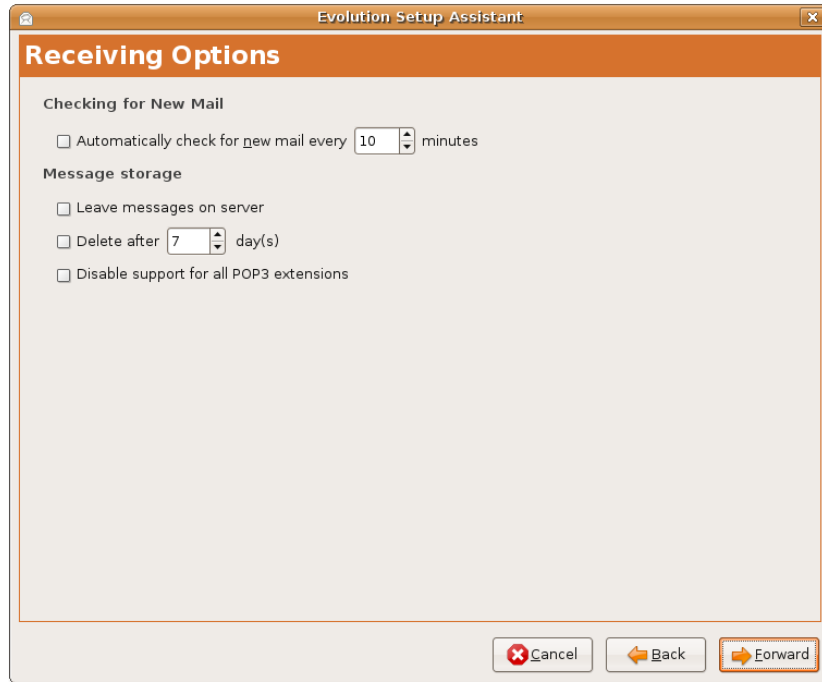 Evolution Setup Assistant
Receiving Options
Checking for New Mail
Automatically check for new mail every 10 minutes
Message storage
Leave messages on server
Delete after 7 day(s)
Disable support for all POP3 extensions
Cancel Back Forward